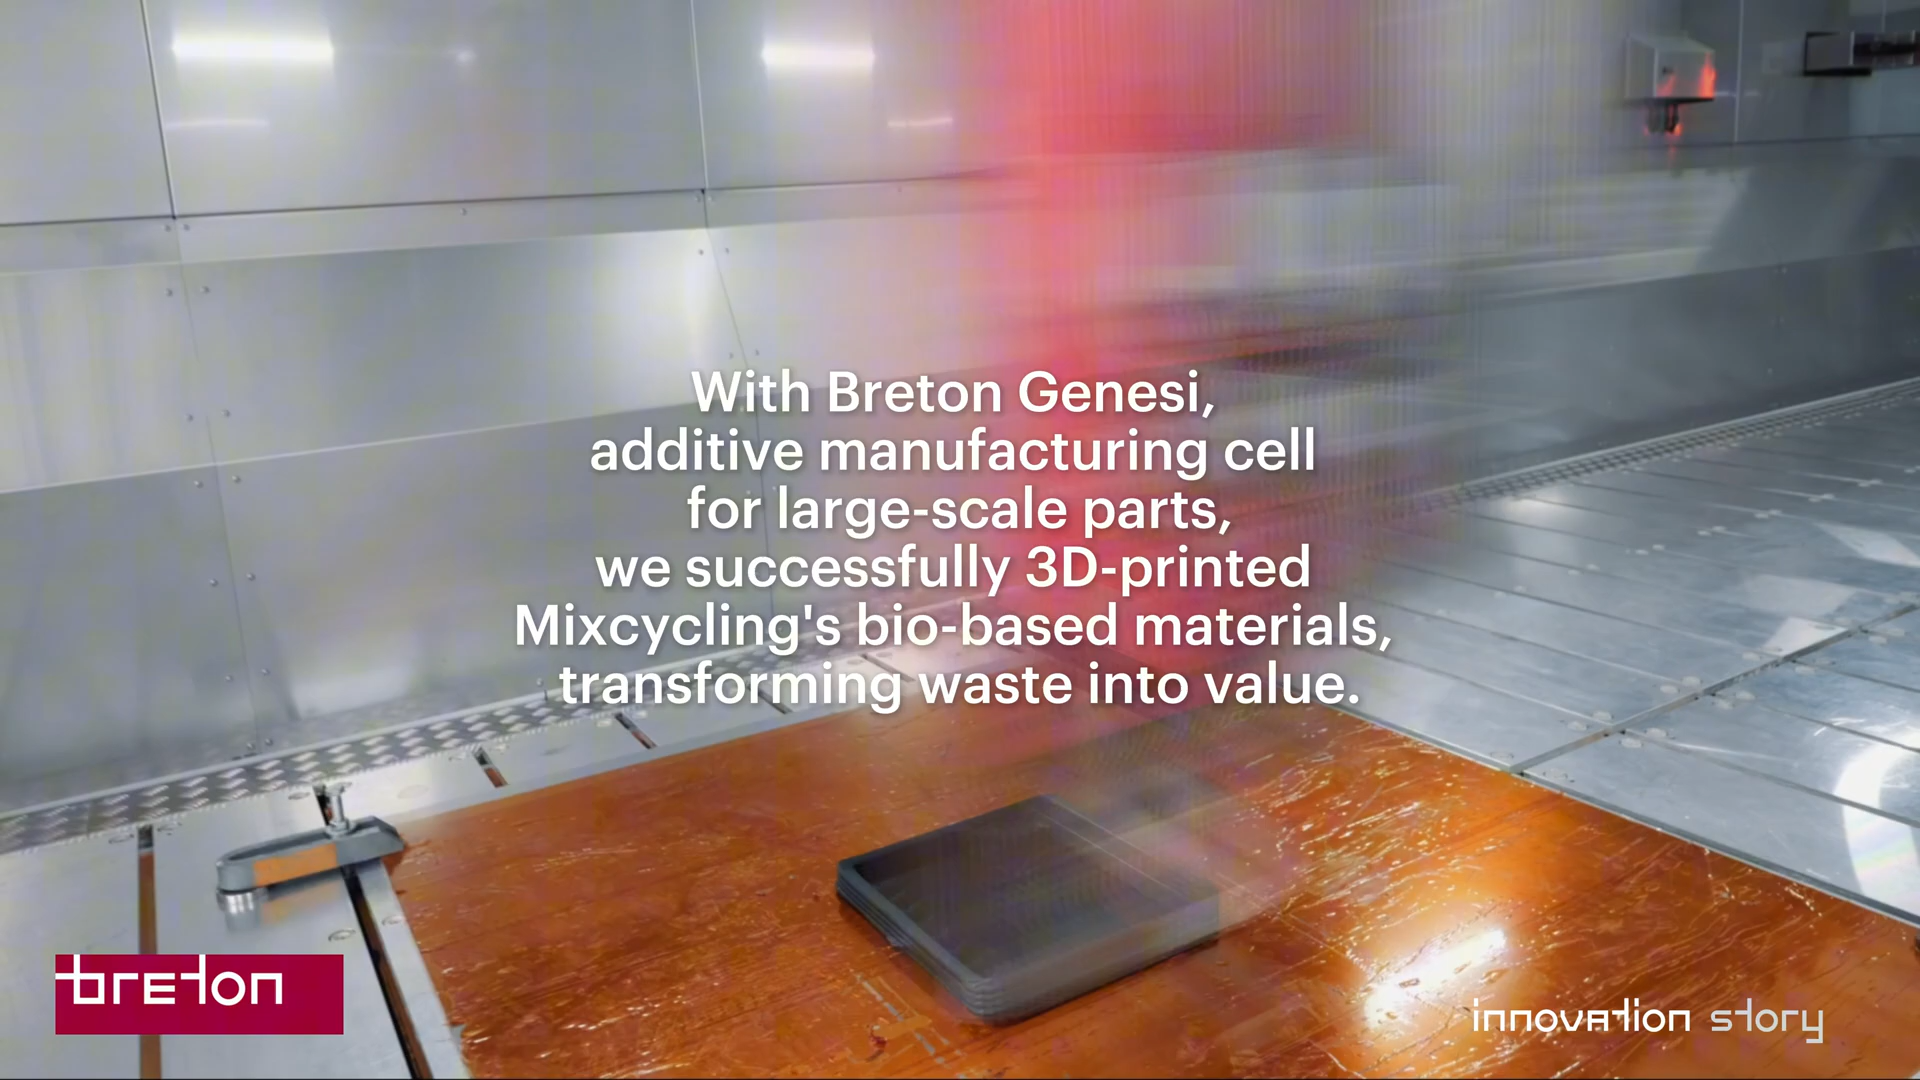 With Breton Genesi,
additive manufacturing cell
for large-scale parts,
we successfully 3D-printed
Mixcycling's bio-based materials,
transforming waste into value.
breton
innovation story